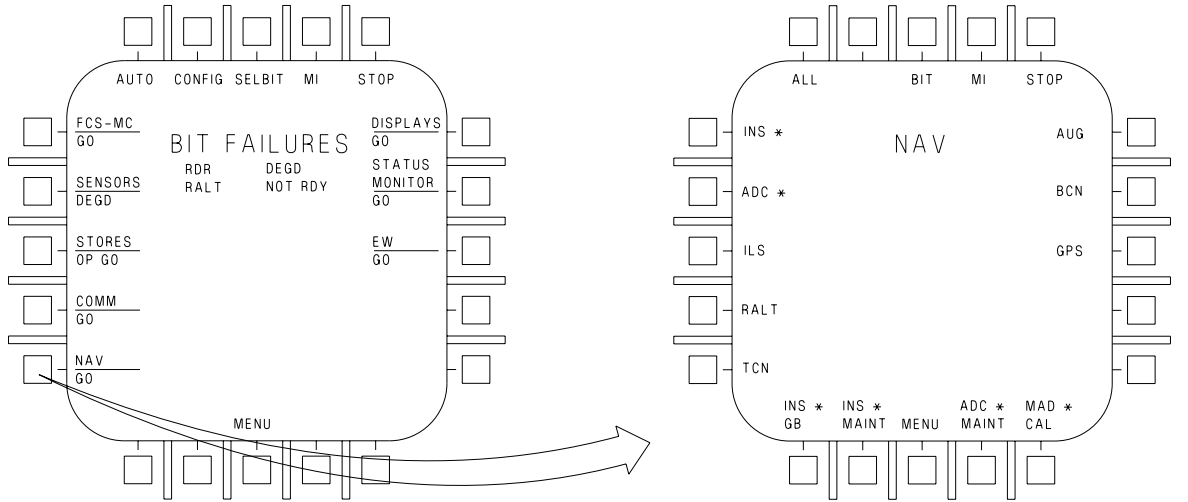 AUTO CONFIG SELBIT MI STOP
FCS-MC
GO
SENSORS
DEGD
STORES
OP GO
COMM
GO
NAV
GO
BIT FAILURES
RDR DEGD
RALT NOT RDY
DISPLAYS
GO
STATUS
MONITOR
GO
EW
GO
MENU
ALL BIT MI STOP
INS *
ADC *
ILS
RALT
TCN
NAV
AUG
BCN
GPS
INS *
GB
INS *
MAINT
MENU
ADC *
MAINT
MAD *
CAL